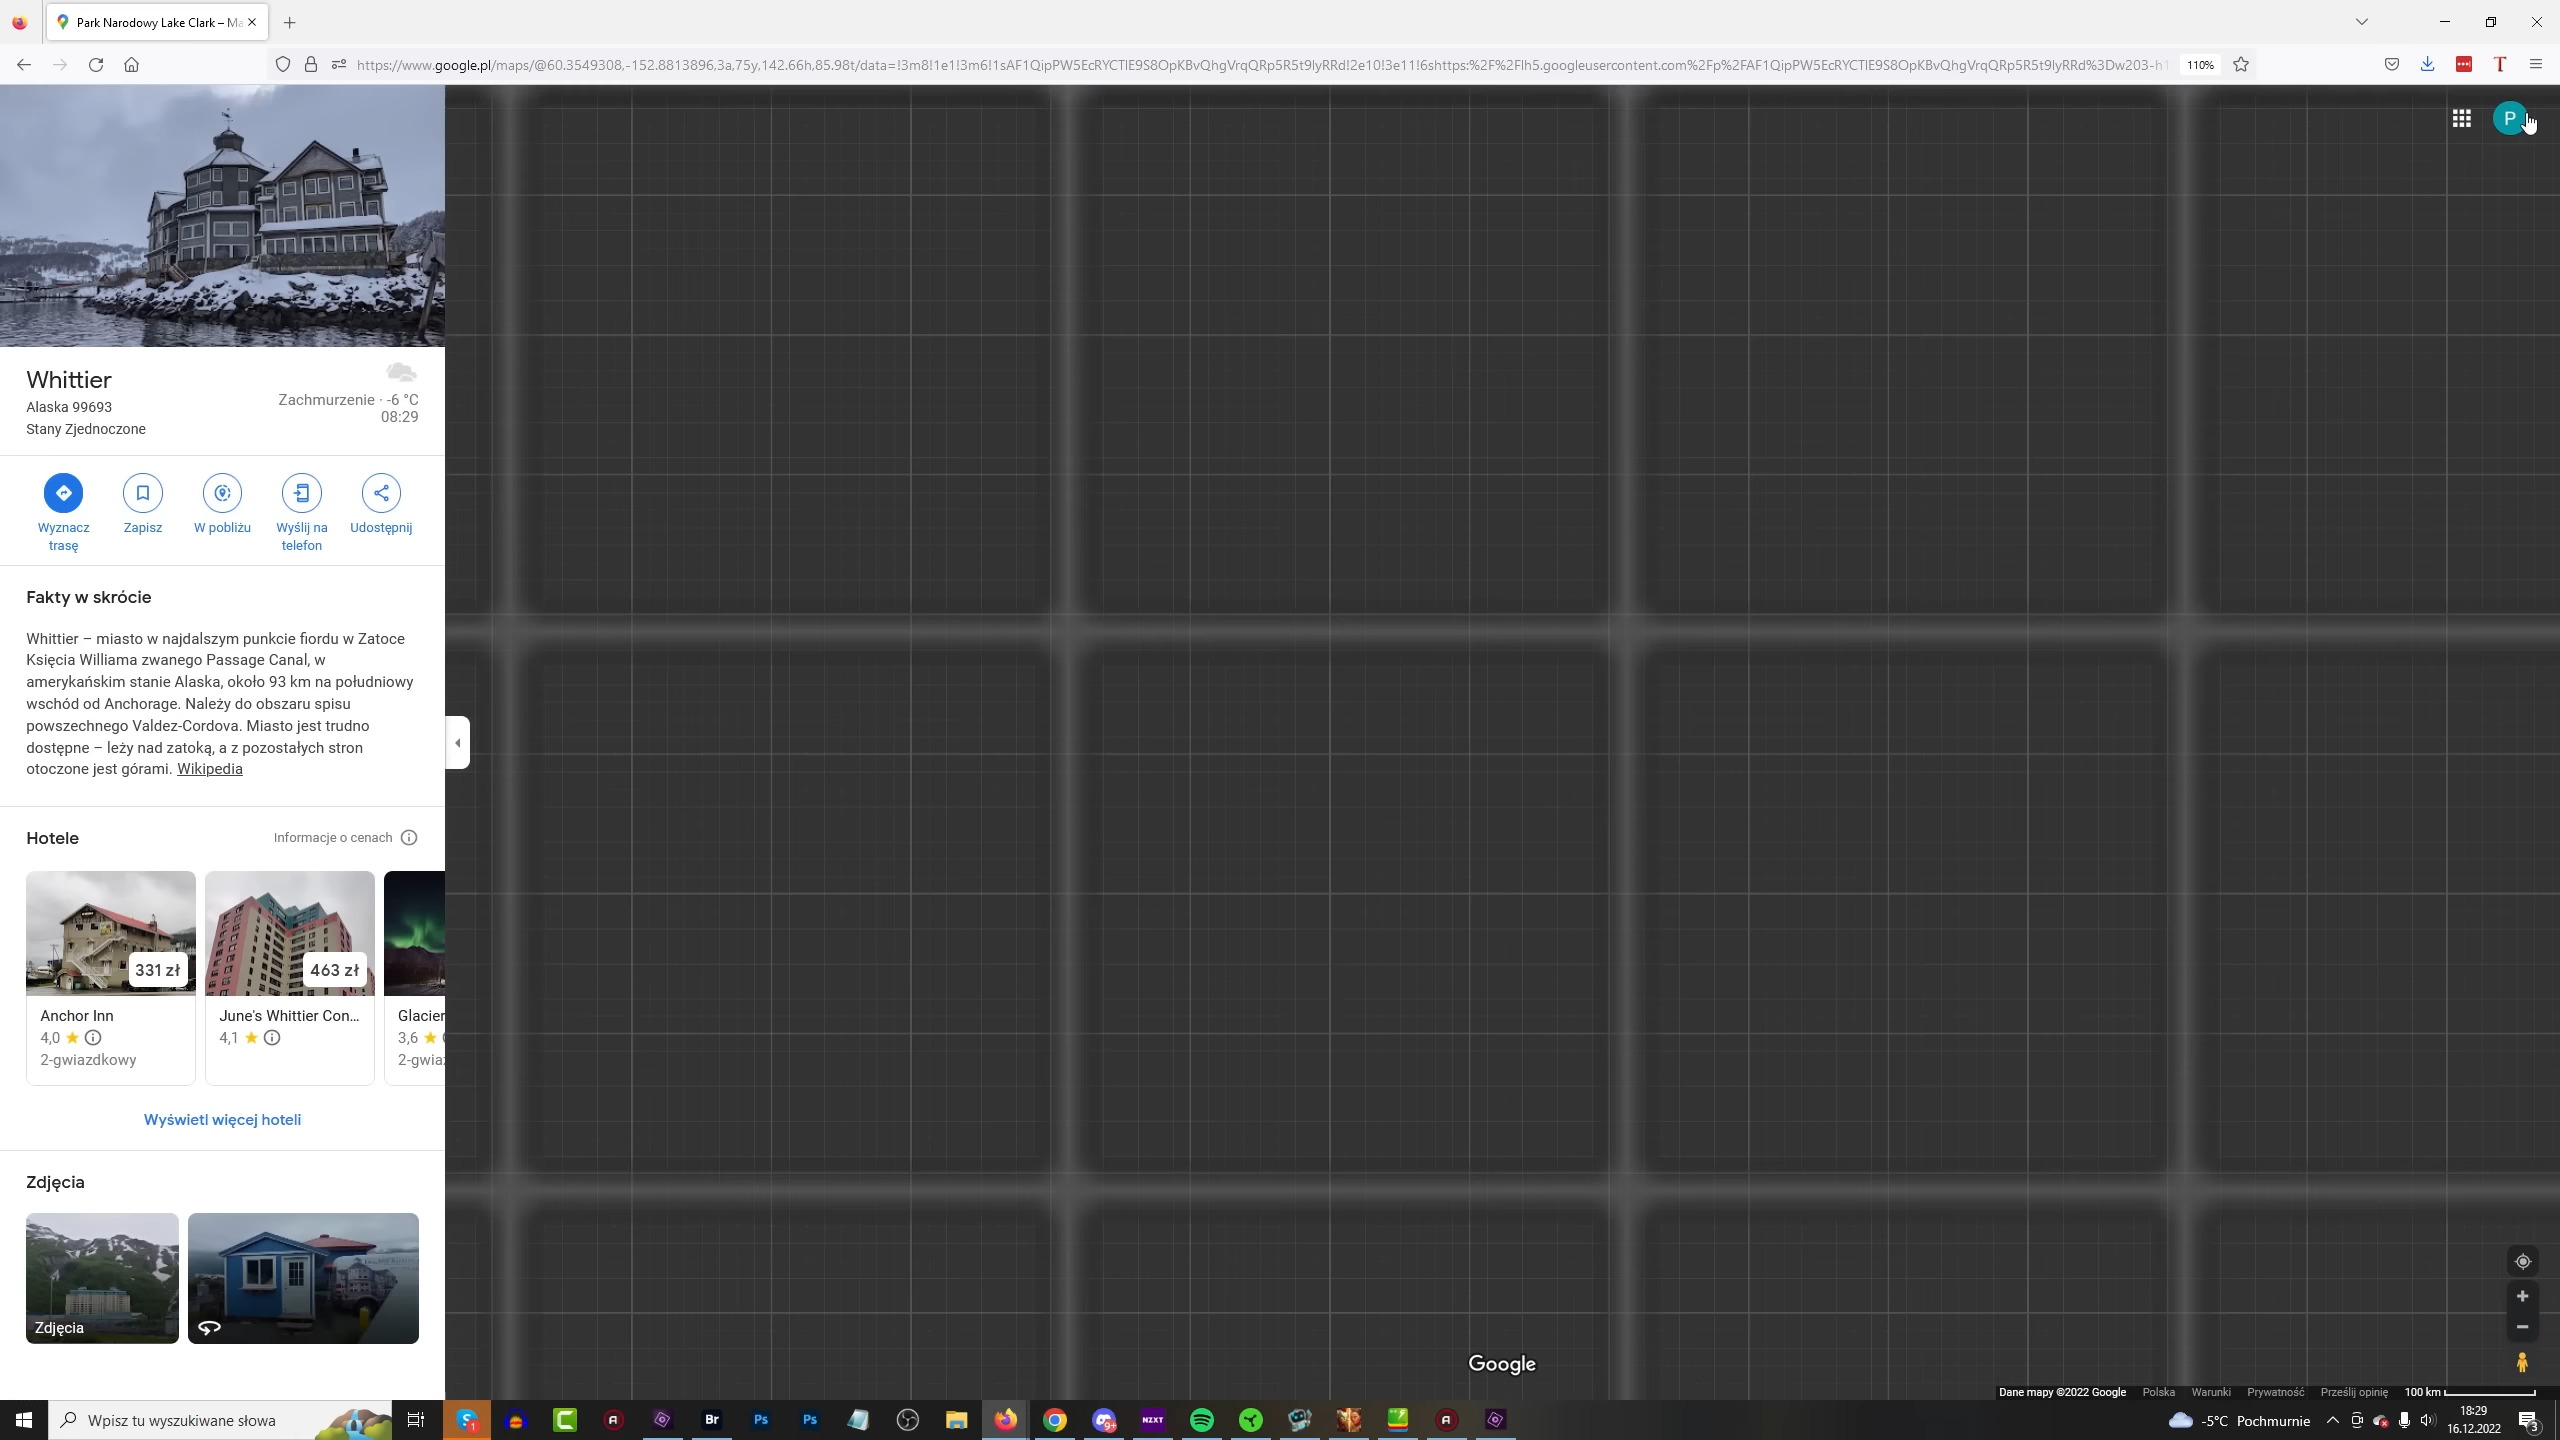 Park Narodowy Lake Clark – Ma
https://www.google.pl/maps/@60.3549308,-152.8813896,3a,75y,142.66h,85.98t/data=!3m8!1e1!3m6!1sAF1QipPW5EcRYCTlE9S8OpKBvQhgVrqQRp5R5t9lyRRd!2e10!3e11!6shttps:%2F%2Flh5.googleusercontent.com%2Fp%2FAF1QipPW5EcRYCTlE9S8OpKBvQhgVrqQRp5R5t9lyRRd%3Dw203-h1
110%
T
P
Whittier
Alaska 99693
Stany Zjednoczone
Zachmurzenie · -6 °C
08:29
Wyznacz trasę
Zapisz
W pobliżu
Wyślij na telefon
Udostępnij
Fakty w skrócie
Whittier – miasto w najdalszym punkcie fiordu w Zatoce
Księcia Williama zwanego Passage Canal, w
amerykańskim stanie Alaska, około 93 km na południowy
wschód od Anchorage. Należy do obszaru spisu
powszechnego Valdez-Cordova. Miasto jest trudno
dostępne – leży nad zatoką, a z pozostałych stron
otoczone jest górami. Wikipedia
Hotele
Informacje o cenach
331 zł
463 zł
Anchor Inn
4,0
2-gwiazdkowy
June's Whittier Con...
4,1
Glacier
3,6
2-gwia
Wyświetl więcej hoteli
Zdjęcia
Zdjęcia
Google
Dane mapy ©2022 Google
Polska
Warunki
Prywatność
Prześlij opinię
100 km
Wpisz tu wyszukiwane słowa
1
Br
Ps
Ps
9+
NZXT
-5°C Pochmurnie
18:29
16.12.2022
3